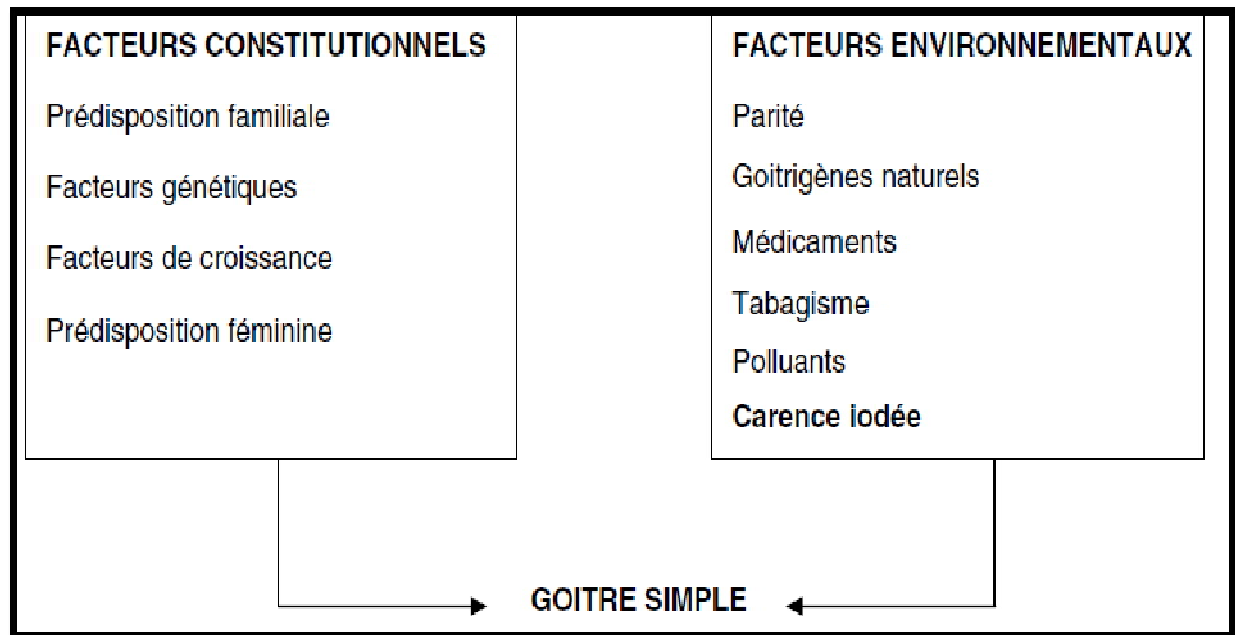 FACTEURS CONSTITUTIONNELS
Prédisposition familiale
Facteurs génétiques
Facteurs de croissance
Prédisposition féminine
FACTEURS ENVIRONNEMENTAUX
Parité
Goitrigènes naturels
Médicaments
Tabagisme
Polluants
Carence iodée
GOITRE SIMPLE